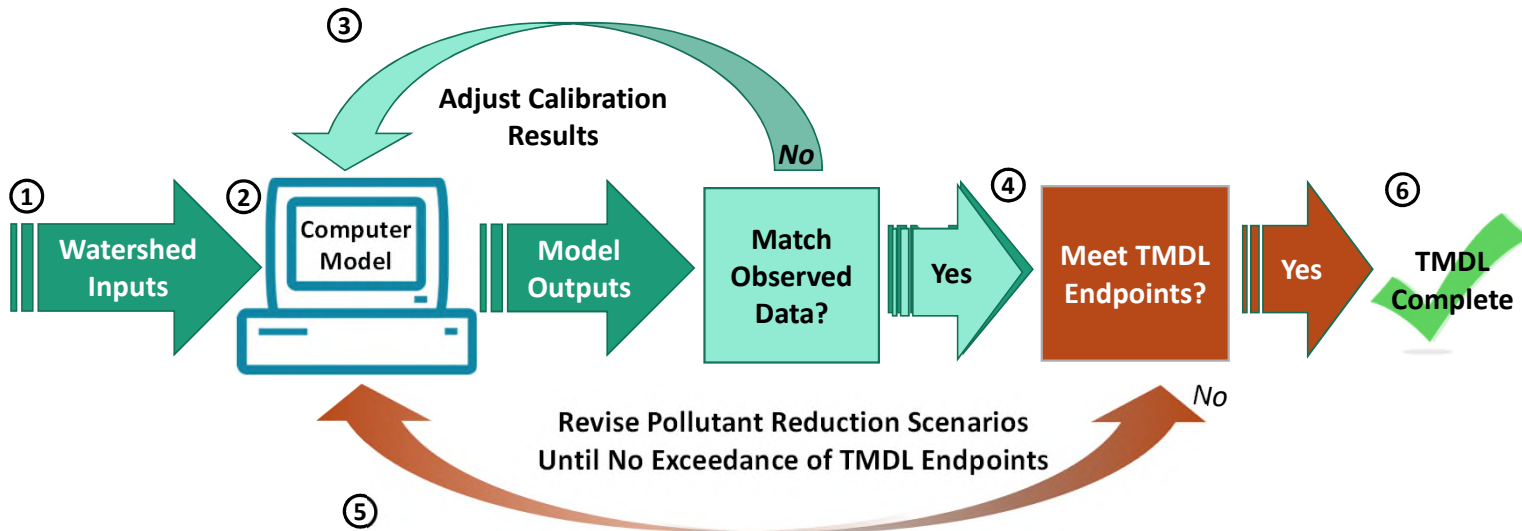 ③
Adjust Calibration
Results
No
①
Watershed
Inputs
②
Computer
Model
Model
Outputs
Match
Observed
Data?
Yes
④
Meet TMDL
Endpoints?
Yes
⑥
TMDL
Complete
No
Revise Pollutant Reduction Scenarios
Until No Exceedance of TMDL Endpoints
⑤